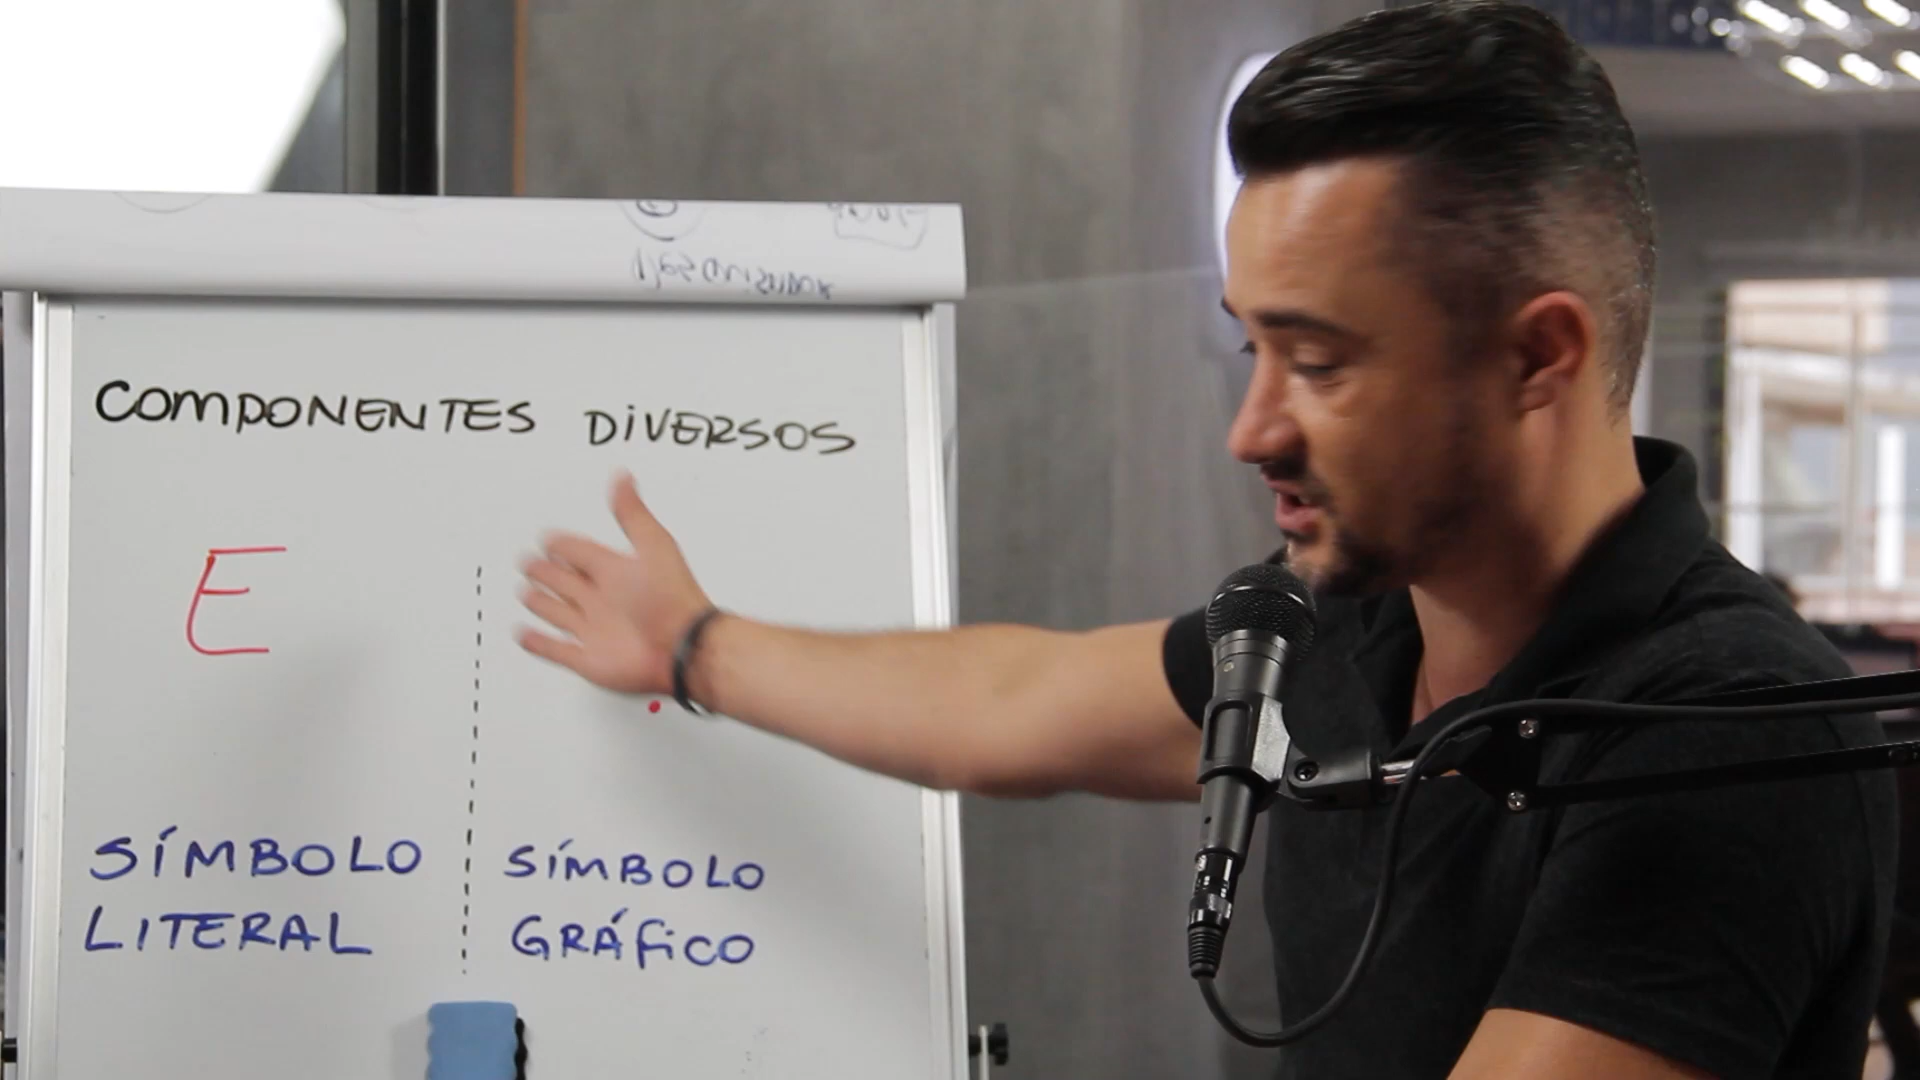 COMPONENTES DIVERSOS
E
SÍMBOLO
LITERAL
SÍMBOLO
GRÁFICO